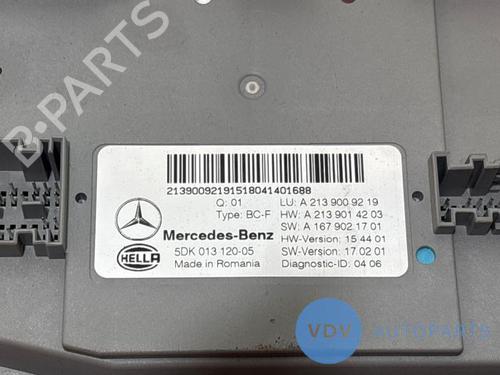 B-PARTS
21390092191518041401688
Q: 01 LU: A 213 900 92 19
Type: BC-F HW: A 213 901 42 03
Mercedes-Benz SW: A 167 902 17 01
HW-Version: 15 44 01
HELLA 5DK 013 120-05 SW-Version: 17 02 01
Made in Romania Diagnostic-ID: 04 06
VDV AUTOPARTS